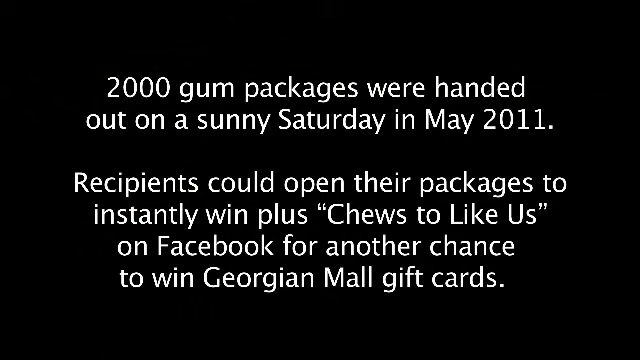 2000 gum packages were handed
out on a sunny Saturday in May 2011.
Recipients could open their packages to
instantly win plus “Chews to Like Us”
on Facebook for another chance
to win Georgian Mall gift cards.